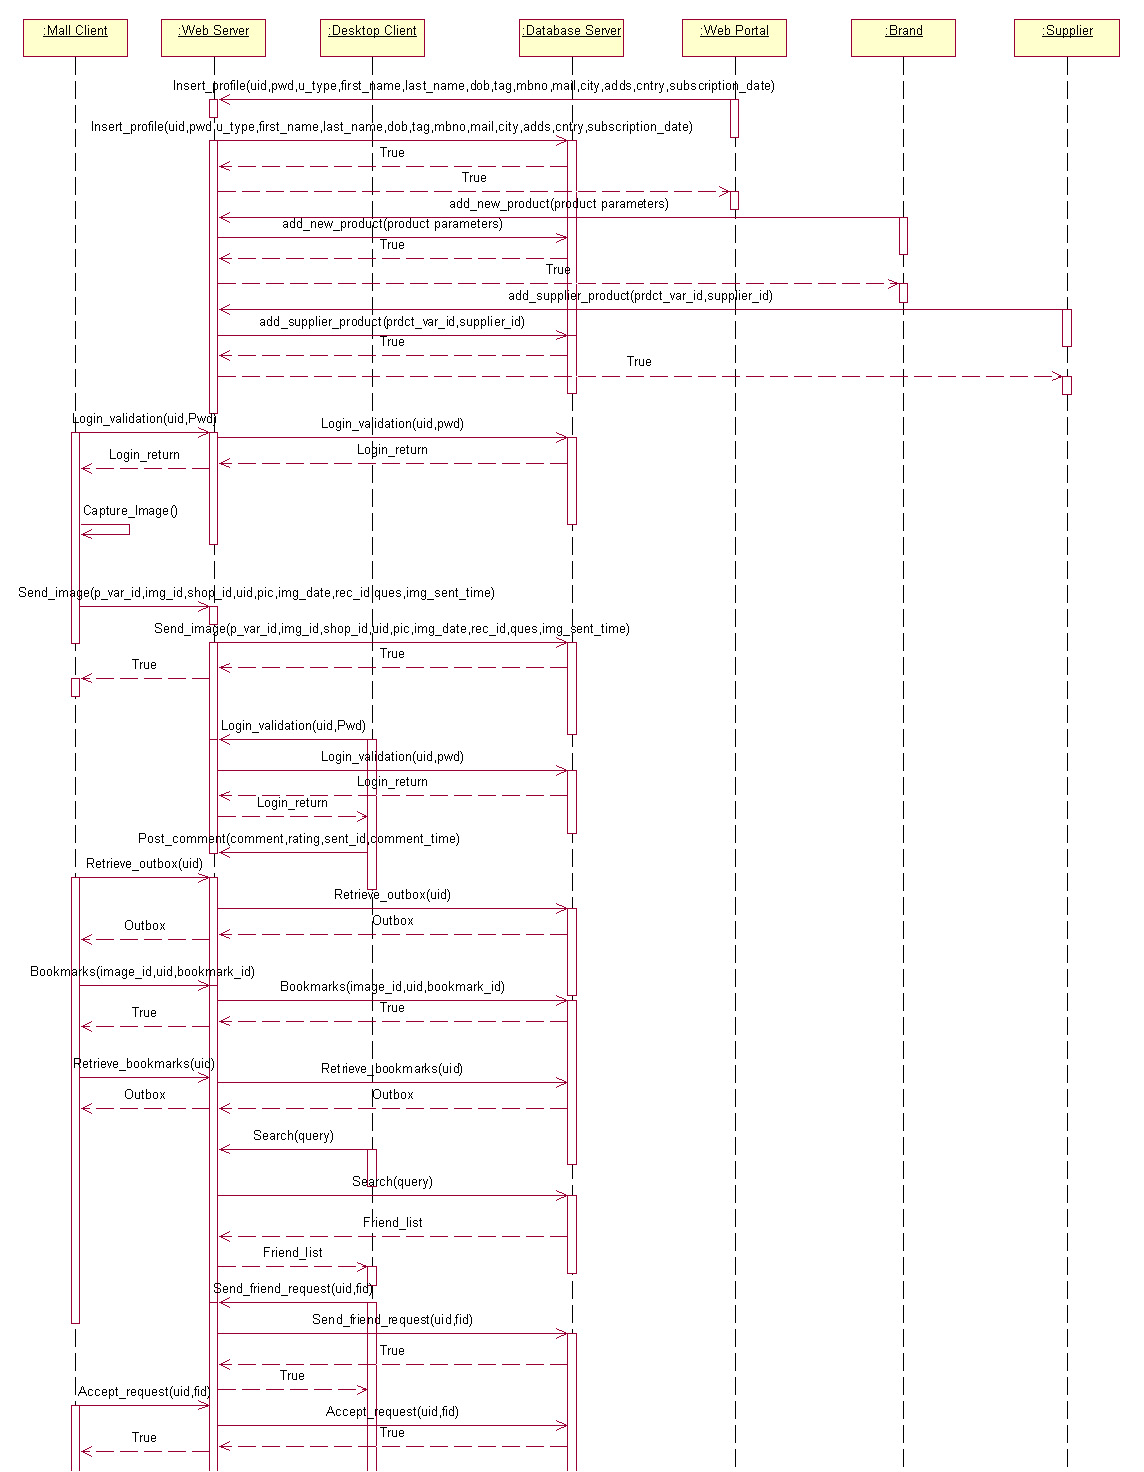 :Mall Client
:Web Server
:Desktop Client
:Database Server
:Web Portal
:Brand
:Supplier
Insert_profile(uid,pwd,u_type,first_name,last_name,dob,tag,mbno,mail,city,adds,cntry,subscription_date)
Insert_profile(uid,pwd,u_type,first_name,last_name,dob,tag,mbno,mail,city,adds,cntry,subscription_date)
True
True
add_new_product(product parameters)
add_new_product(product parameters)
True
True
add_supplier_product(prdct_var_id,supplier_id)
add_supplier_product(prdct_var_id,supplier_id)
True
True
Login_validation(uid,Pwd)
Login_validation(uid,pwd)
Login_return
Login_return
Capture_Image()
Send_image(p_var_id,img_id,shop_id,uid,pic,img_date,rec_id,ques,img_sent_time)
Send_image(p_var_id,img_id,shop_id,uid,pic,img_date,rec_id,ques,img_sent_time)
True
True
Login_validation(uid,Pwd)
Login_validation(uid,pwd)
Login_return
Login_return
Post_comment(comment,rating,sent_id,comment_time)
Retrieve_outbox(uid)
Retrieve_outbox(uid)
Outbox
Outbox
Bookmarks(image_id,uid,bookmark_id)
Bookmarks(image_id,uid,bookmark_id)
True
True
Retrieve_bookmarks(uid)
Retrieve_bookmarks(uid)
Outbox
Outbox
Search(query)
Search(query)
Friend_list
Friend_list
Send_friend_request(uid,fid)
Send_friend_request(uid,fid)
True
True
Accept_request(uid,fid)
Accept_request(uid,fid)
True
True